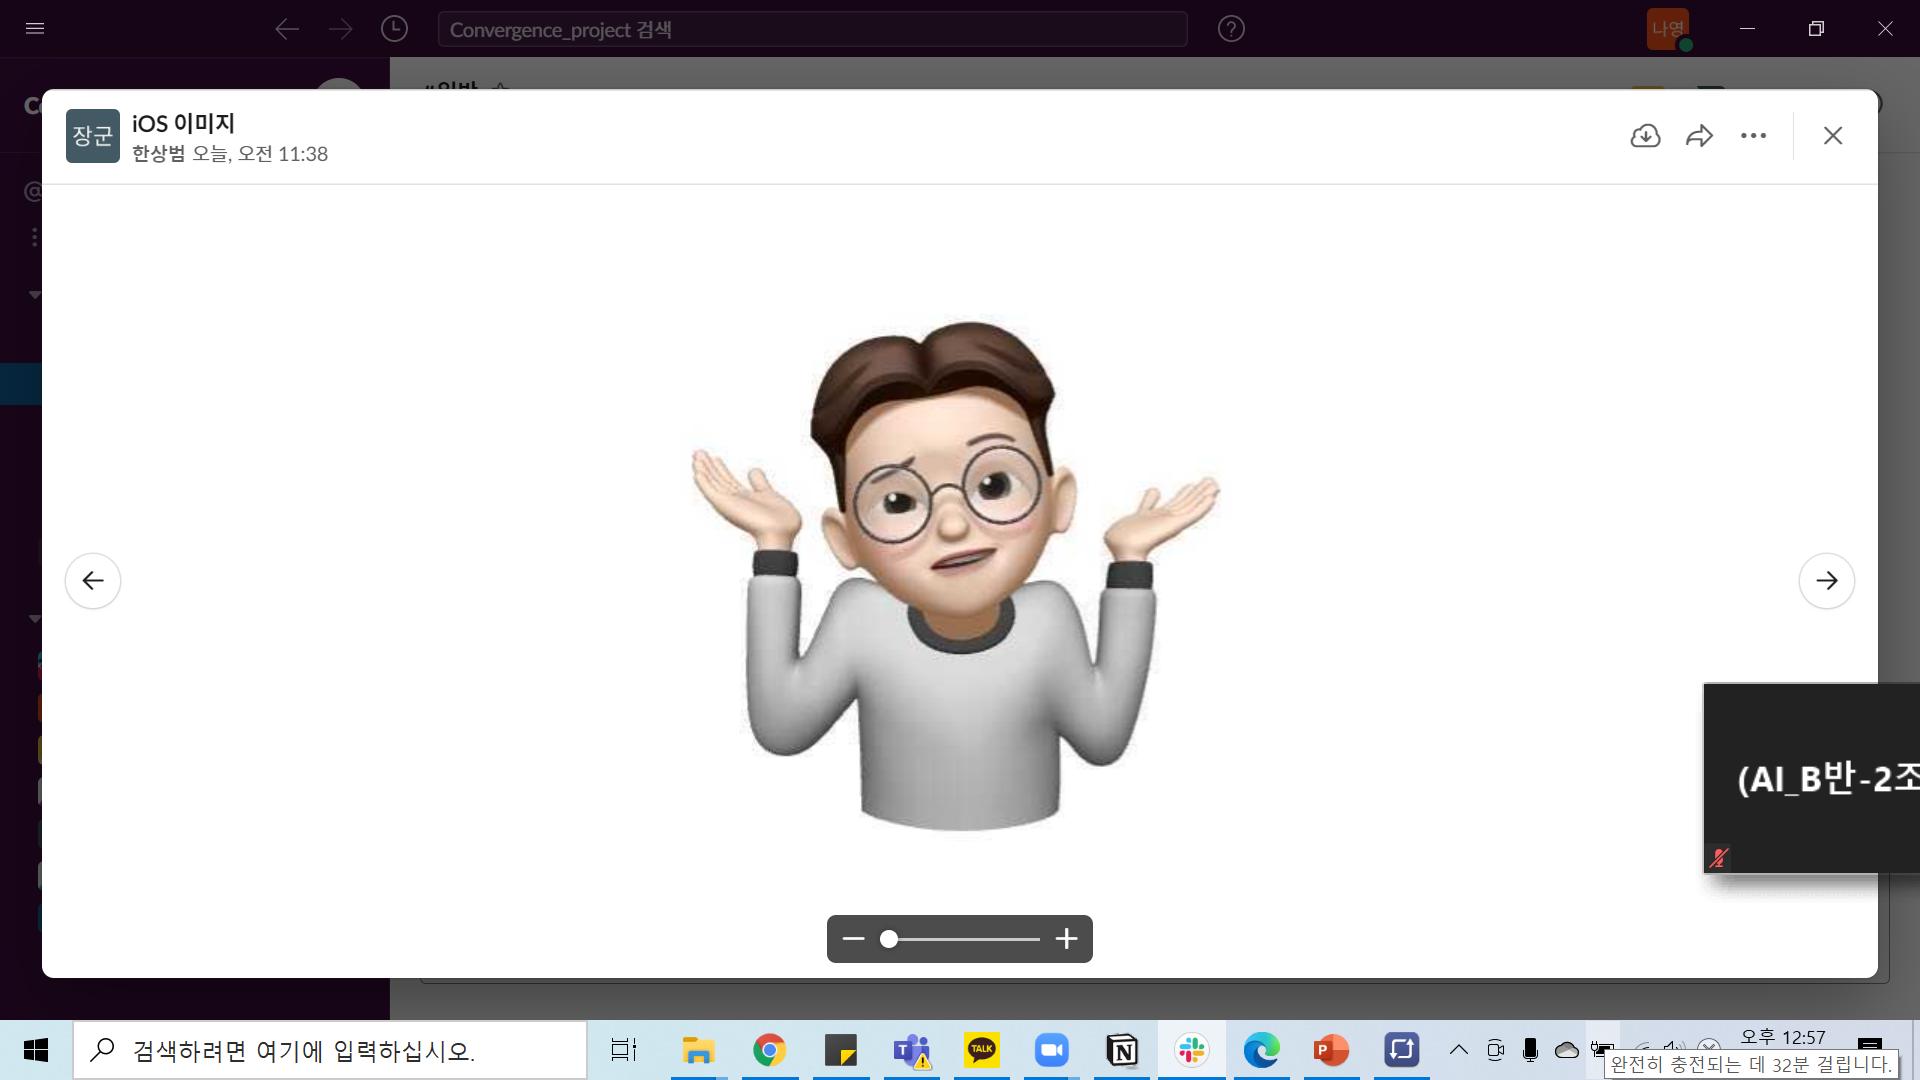 Convergence_project 검색
나영
장군
iOS 이미지
한상범 오늘, 오전 11:38
(AI_B반-2조
검색하려면 여기에 입력하십시오.
TALK
오후 12:57
완전히 충전되는 데 32분 걸립니다.